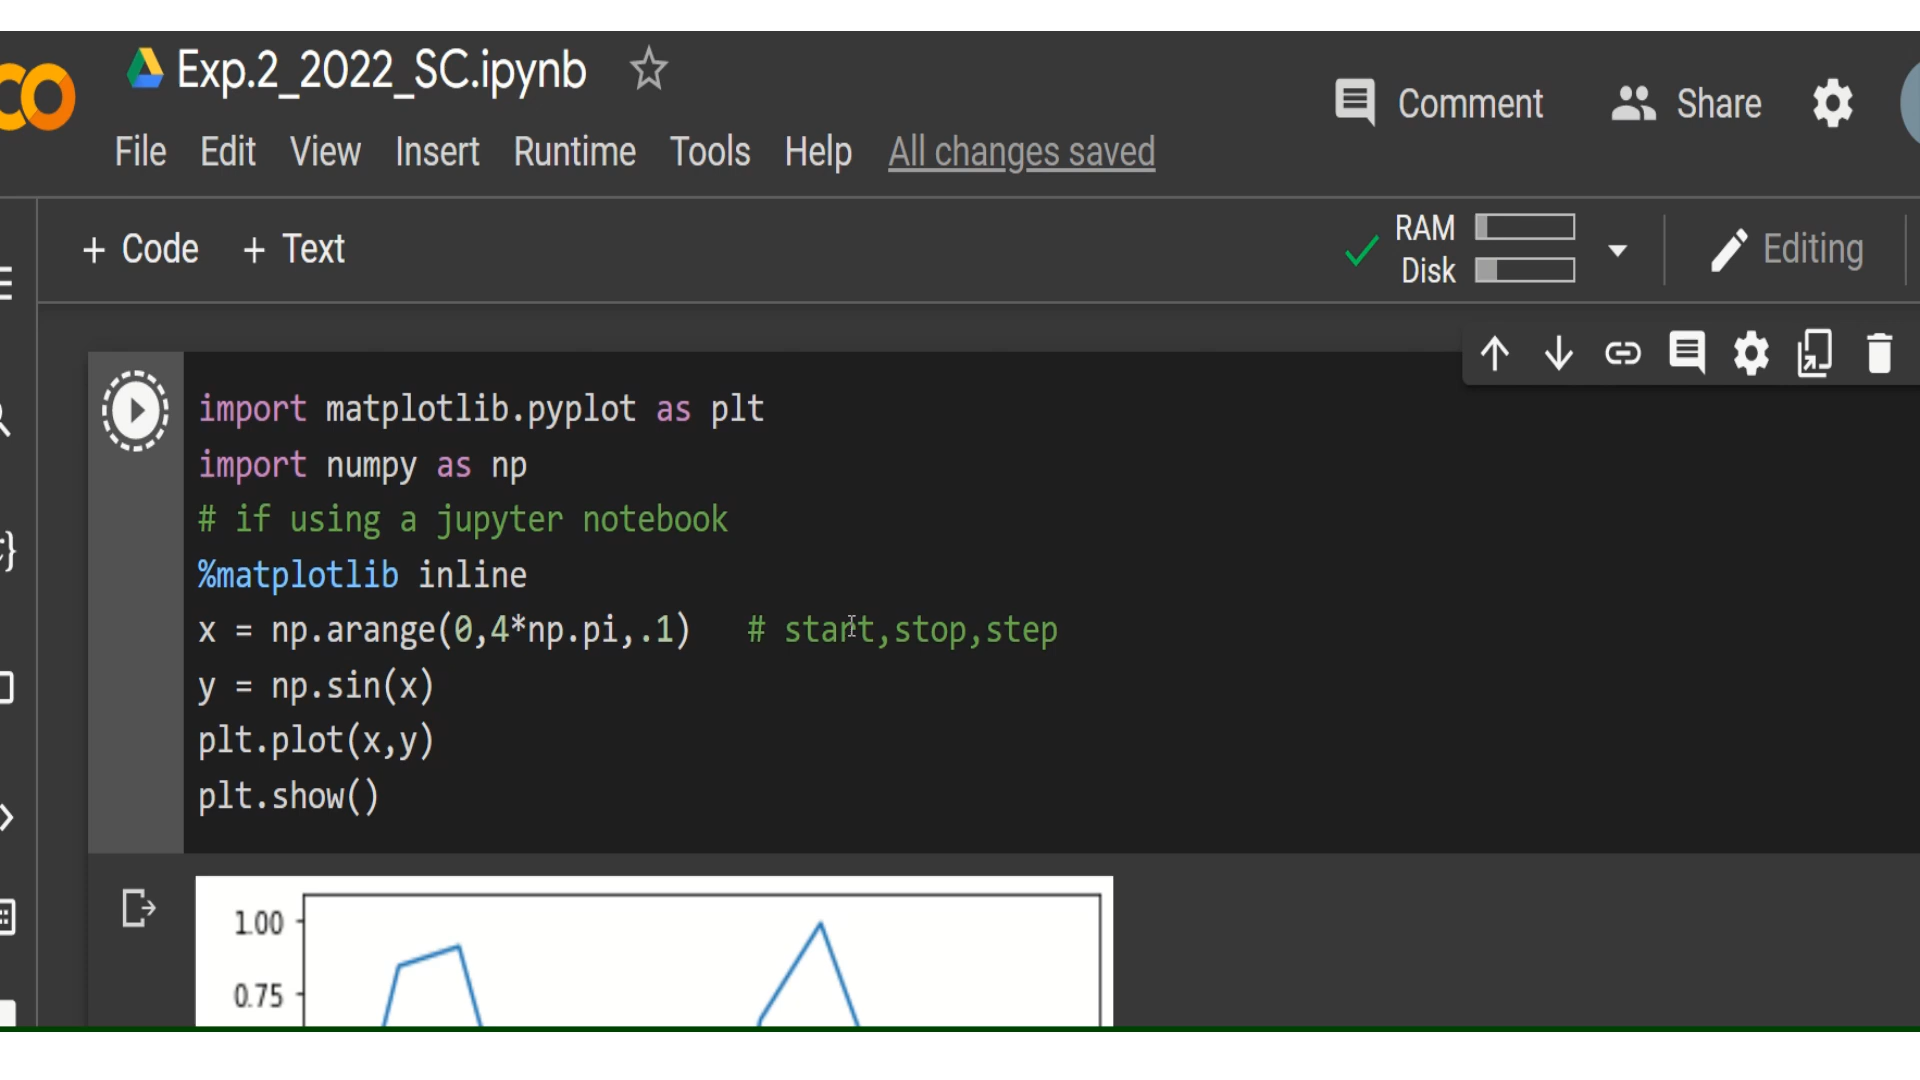 Exp.2_2022_SC.ipynb
Comment Share
File Edit View Insert Runtime Tools Help All changes saved
+ Code + Text
RAM
Disk
Editing
import matplotlib.pyplot as plt
import numpy as np
# if using a jupyter notebook
%matplotlib inline
x = np.arange(0,4*np.pi,.1)   # start,stop,step
y = np.sin(x)
plt.plot(x,y)
plt.show()
1.00
0.75